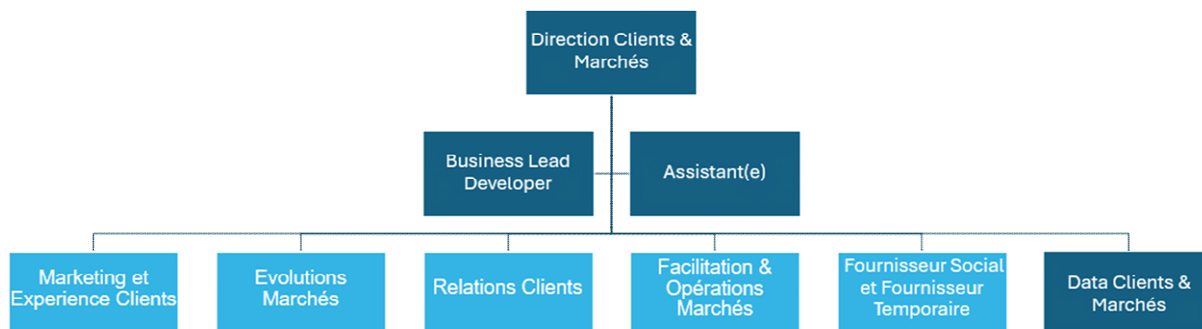 Direction Clients &
Marchés
Business Lead
Developer
Assistant(e)
Marketing et
Experience Clients
Evolutions
Marchés
Relations Clients
Facilitation &
Opérations
Marchés
Fournisseur Social
et Fournisseur
Temporaire
Data Clients &
Marchés